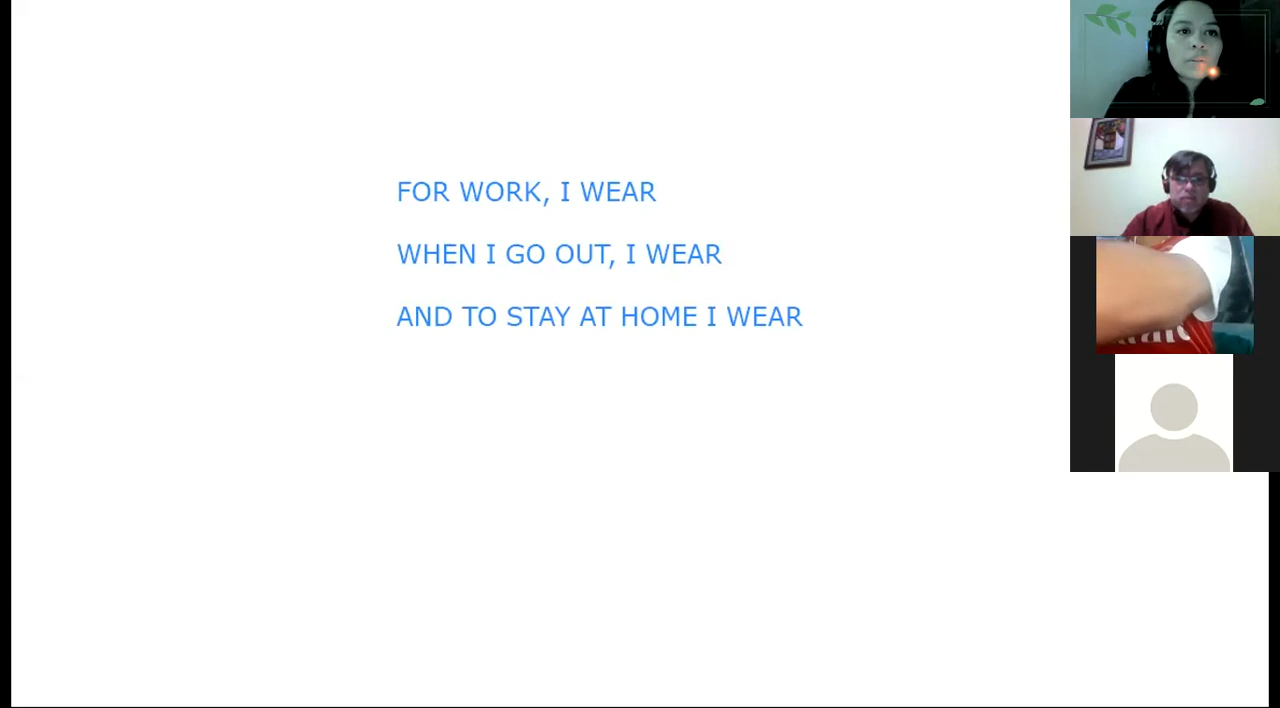 FOR WORK, I WEAR
WHEN I GO OUT, I WEAR
AND TO STAY AT HOME I WEAR